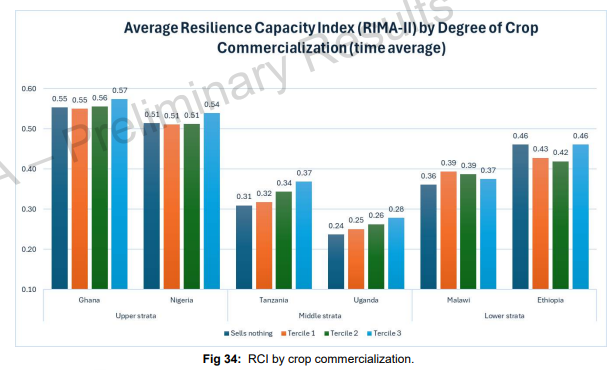 Average Resilience Capacity Index (RIMA-II) by Degree of Crop
Commercialization (time average)
– Preliminary Results
0.60
0.50
0.40
0.30
0.20
0.10
0.55 0.55 0.56 0.57
0.51 0.51 0.51 0.54
0.31 0.32 0.34 0.37
0.24 0.25 0.26 0.28
0.36 0.39 0.39 0.37
0.46 0.43 0.42 0.46
Ghana Nigeria Tanzania Uganda Malawi Ethiopia
Upper strata Middle strata Lower strata
Sells nothing Tercile 1 Tercile 2 Tercile 3
Fig 34: RCI by crop commercialization.